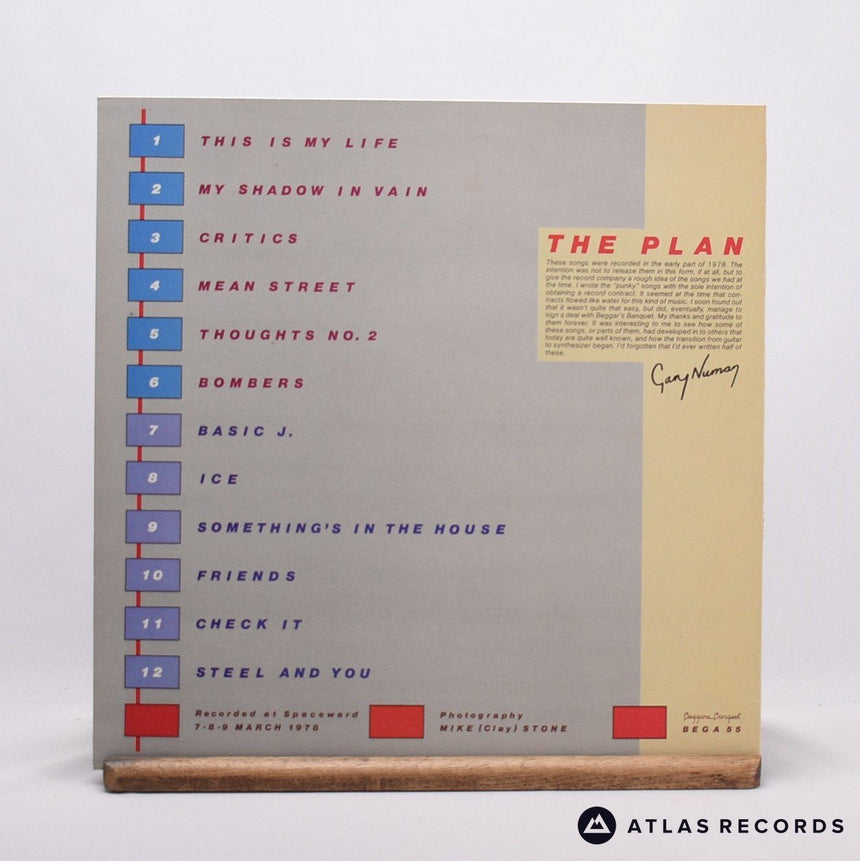 1 THIS IS MY LIFE
2 MY SHADOW IN VAIN
3 CRITICS
4 MEAN STREET
5 THOUGHTS NO. 2
6 BOMBERS
7 BASIC J.
8 ICE
9 SOMETHING'S IN THE HOUSE
10 FRIENDS
11 CHECK IT
12 STEEL AND YOU
THE PLAN
These songs were recorded in the early part of 1978. The
intention was not to release them in this form, if at all, but to
give the record company a rough idea of the songs we had at
the time. I wrote the "punky" songs with the sole intention of
obtaining a record contract. It seemed at the time that con-
tracts flowed like water for this kind of music. I soon found out
that it wasn't quite that easy, but did, eventually, manage to
sign a deal with Beggar's Banquet. My thanks and gratitude to
them forever. It was interesting to me to see how some of
these songs, or parts of them, had developed in to others that
today are quite well known, and how the transition from guitar
to synthesizer began. I'd forgotten that I'd ever written half of
these.
Gary Numan
Recorded at Spaceward
7·8·9 MARCH 1978
Photography
MIKE (Clay) STONE
Beggars Banquet
BEGA 55
ATLAS RECORDS